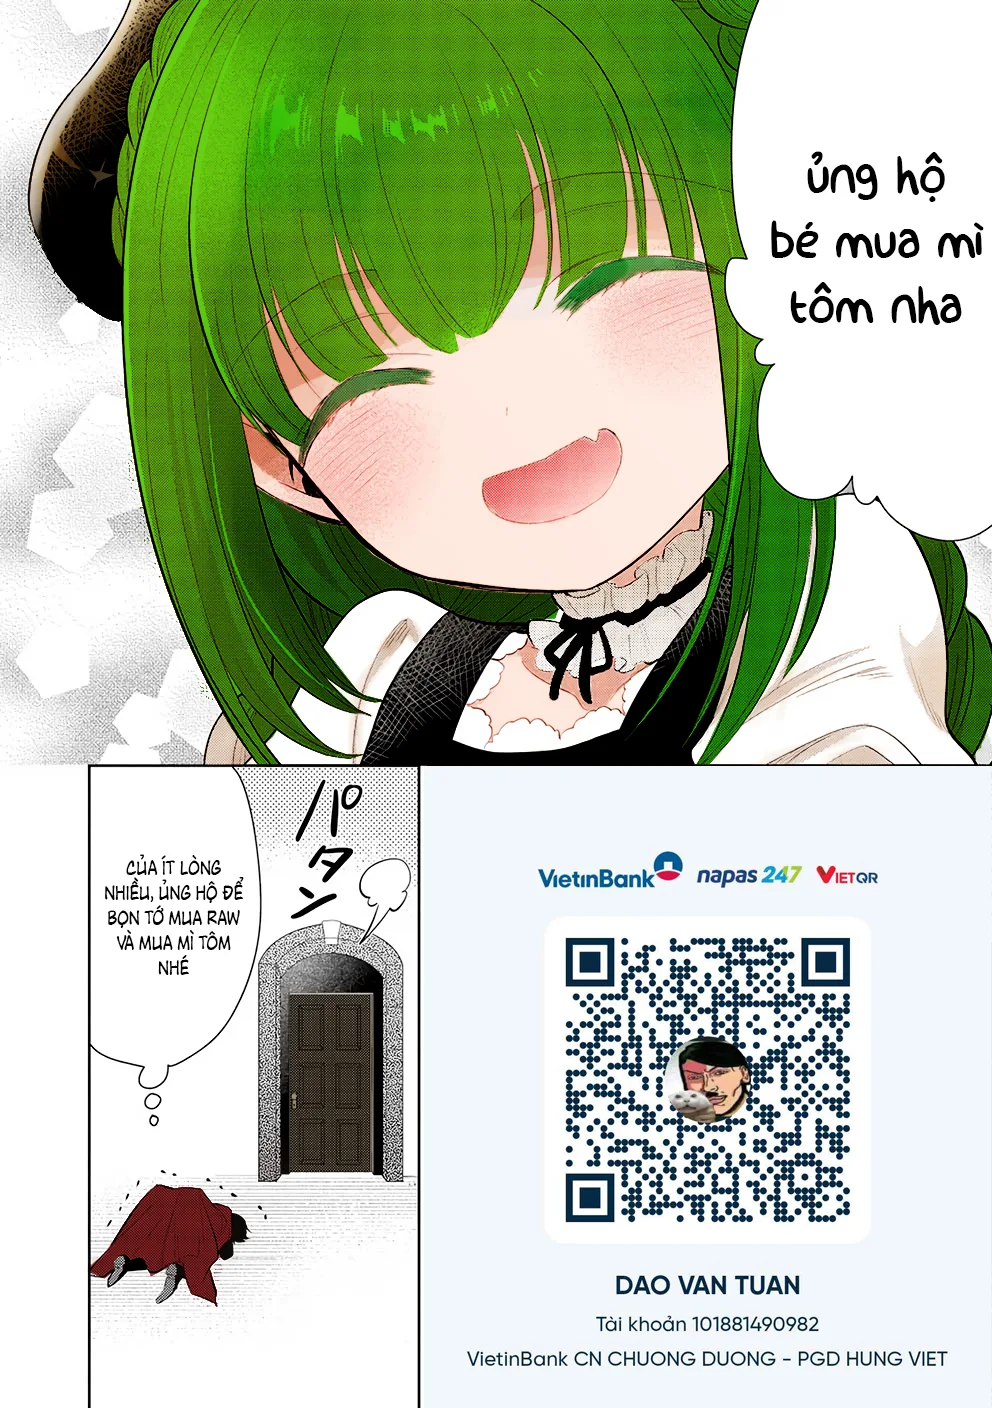 ủng hộ
bé mua mì
tôm nha
パタン
CỦA ÍT LÒNG
NHIỀU, ỦNG HỘ ĐỂ
BỌN TỚ MUA RAW
VÀ MUA MÌ TÔM
NHÉ
VIETINBANK napas 247 VIETQR
DAO VAN TUAN
Tài khoản 101881490982
VietinBank CN CHUONG DUONG - PGD HUNG VIET